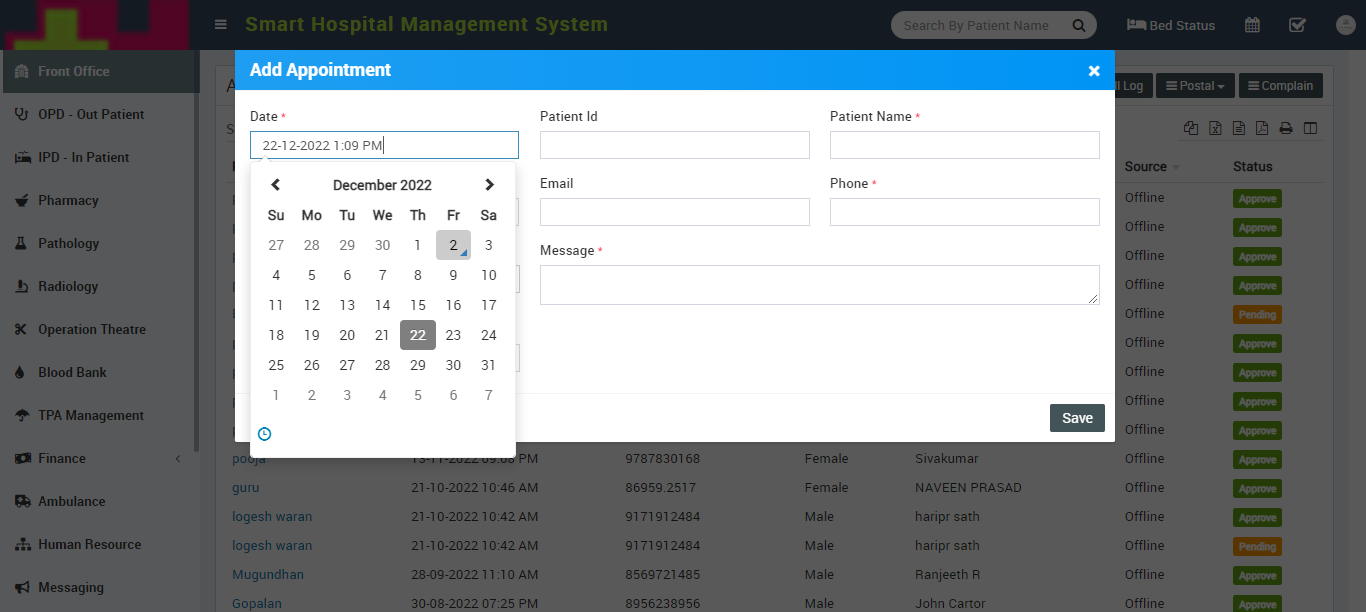 Smart Hospital Management System
Search By Patient Name
Bed Status
Front Office
OPD - Out Patient
IPD - In Patient
Pharmacy
Pathology
Radiology
Operation Theatre
Blood Bank
TPA Management
Finance
Ambulance
Human Resource
Messaging
Log
Postal
Complain
Add Appointment
Date *
Patient Id
Patient Name *
22-12-2022 1:09 PM
Email
Phone *
Message *
December 2022
Su Mo Tu We Th Fr Sa
27 28 29 30 1 2 3
4 5 6 7 8 9 10
11 12 13 14 15 16 17
18 19 20 21 22 23 24
25 26 27 28 29 30 31
1 2 3 4 5 6 7
Save
Source Status
Offline Approve
Offline Approve
Offline Approve
Offline Approve
Offline Pending
Offline Approve
Offline Approve
Offline Approve
Offline Approve
pooja 13-11-2022 09:08 PM 9787830168 Female Sivakumar Offline Approve
guru 21-10-2022 10:46 AM 86959.2517 Female NAVEEN PRASAD Offline Approve
logesh waran 21-10-2022 10:42 AM 9171912484 Male haripr sath Offline Approve
logesh waran 21-10-2022 10:42 AM 9171912484 Male haripr sath Offline Pending
Mugundhan 28-09-2022 11:10 AM 8569721485 Male Ranjeeth R Offline Approve
Gopalan 30-08-2022 07:25 PM 8956238956 Male John Cartor Offline Approve